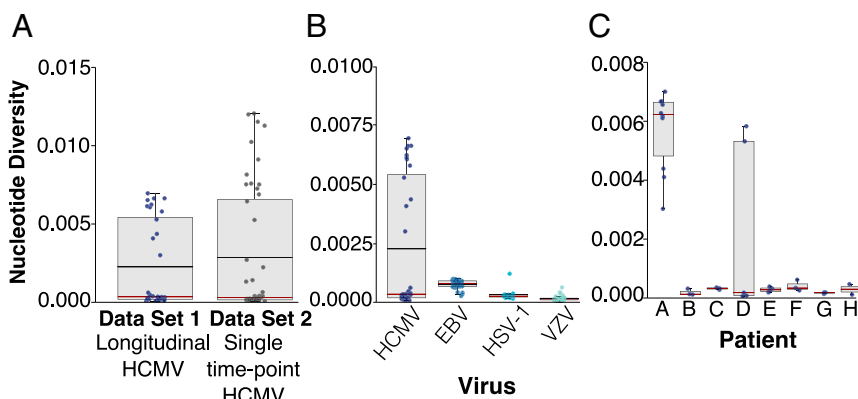 A
B
C
Nucleotide Diversity
0.015
0.010
0.005
0.000
Data Set 1
Longitudinal
HCMV
Data Set 2
Single
time-point
HCMV
0.0100
0.0075
0.0050
0.0025
0.0000
HCMV
EBV
HSV-1
VZV
Virus
0.008
0.006
0.004
0.002
0.000
A B C D E F G H
Patient